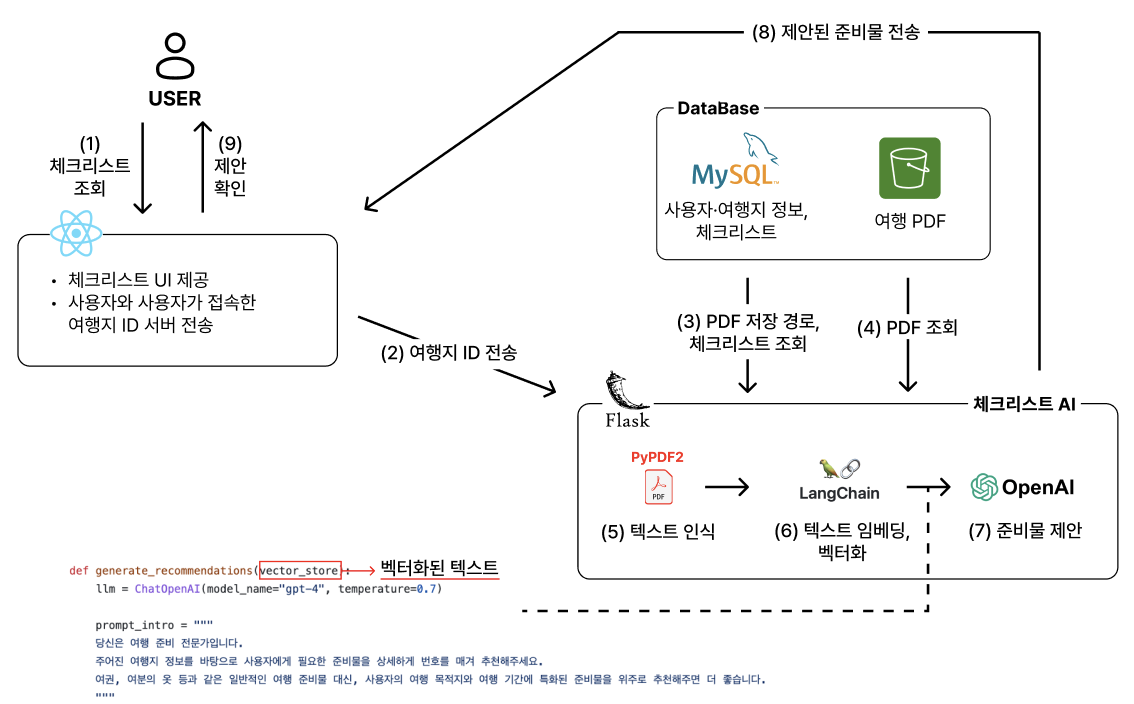 (8) 제안된 준비물 전송
USER
(1)
체크리스트
조회
(9)
제안
확인
DataBase
MySQL™
사용자·여행지 정보,
체크리스트
여행 PDF
• 체크리스트 UI 제공
• 사용자와 사용자가 접속한
여행지 ID 서버 전송
(2) 여행지 ID 전송
(3) PDF 저장 경로,
체크리스트 조회
(4) PDF 조회
Flask
체크리스트 AI
PyPDF2
PDF
(5) 텍스트 인식
LangChain
(6) 텍스트 임베딩,
벡터화
OpenAI
(7) 준비물 제안
def generate_recommendations(vector_store):
벡터화된 텍스트
llm = ChatOpenAI(model_name="gpt-4", temperature=0.7)
prompt_intro = """
당신은 여행 준비 전문가입니다.
주어진 여행지 정보를 바탕으로 사용자에게 필요한 준비물을 상세하게 번호를 매겨 추천해주세요.
여권, 여분의 옷 등과 같은 일반적인 여행 준비물 대신, 사용자의 여행 목적지와 여행 기간에 특화된 준비물을 위주로 추천해주면 더 좋습니다.
"""